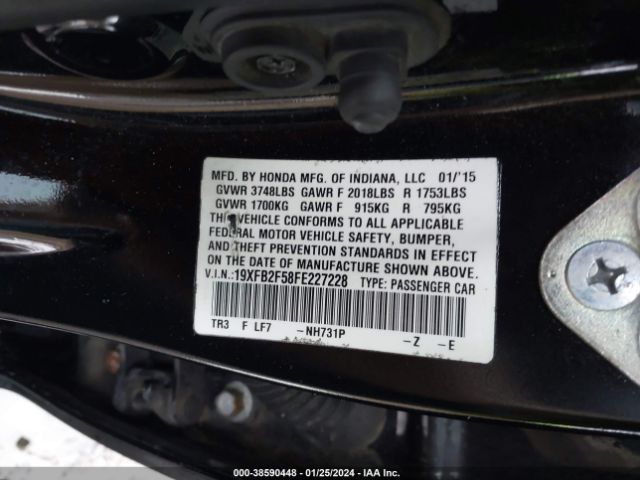 MFD. BY HONDA MFG. OF INDIANA, LLC 01/'15
GVWR 3748LBS GAWR F 2018LBS R 1753LBS
GVWR 1700KG GAWR F 915KG R 795KG
THIS VEHICLE CONFORMS TO ALL APPLICABLE
FEDERAL MOTOR VEHICLE SAFETY, BUMPER,
AND THEFT PREVENTION STANDARDS IN EFFECT
ON THE DATE OF MANUFACTURE SHOWN ABOVE.
V.I.N.:19XFB2F58FE227228 TYPE: PASSENGER CAR
TR3 F LF7 -NH731P -Z -E
000-38590448 - 01/25/2024 - IAA Inc.